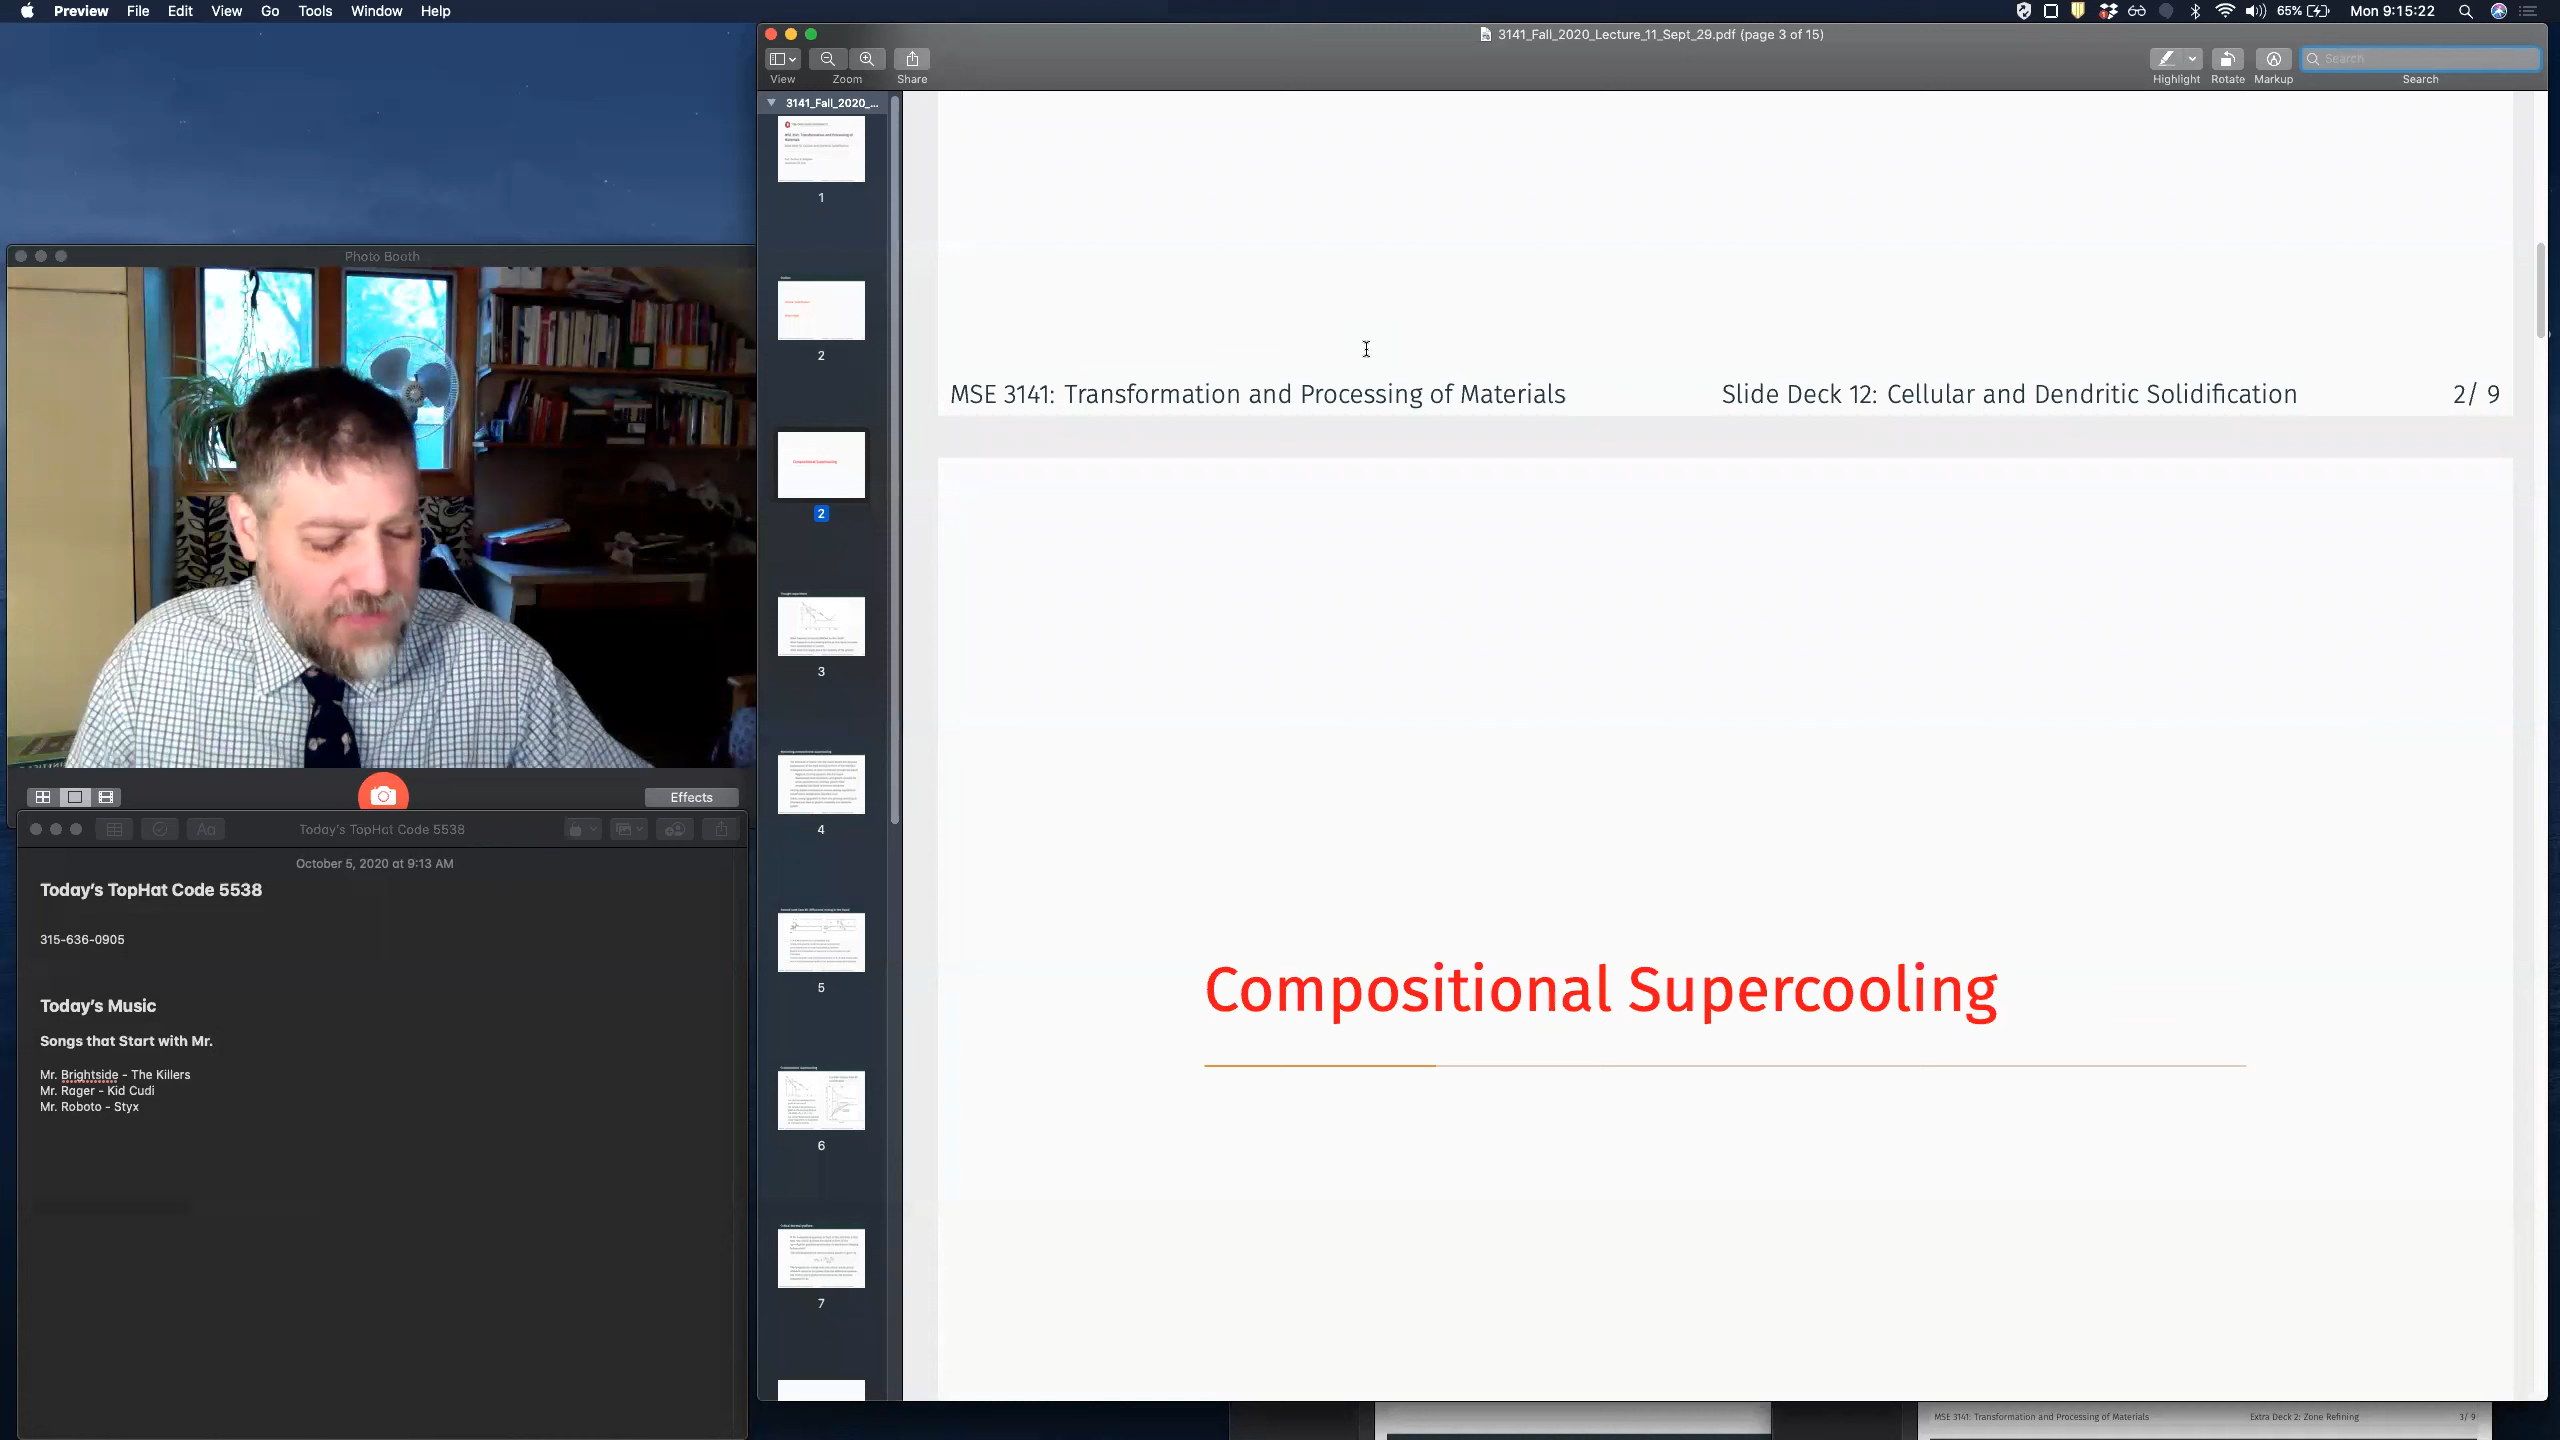 Preview File Edit View Go Tools Window Help
65% Mon 9:15:22
3141_Fall_2020_Lecture_11_Sept_29.pdf (page 3 of 15)
View Zoom Share Highlight Rotate Markup Search
Search
3141_Fall_2020_...
1
2
2
3
4
5
6
7
Photo Booth
Effects
Today's TopHat Code 5538
October 5, 2020 at 9:13 AM
Today's TopHat Code 5538
315-636-0905
Today's Music
Songs that Start with Mr.
Mr. Brightside - The Killers
Mr. Rager - Kid Cudi
Mr. Roboto - Styx
MSE 3141: Transformation and Processing of Materials Slide Deck 12: Cellular and Dendritic Solidification 2/ 9
Compositional Supercooling
MSE 3141: Transformation and Processing of Materials Extra Deck 2: Zone Refining 3/ 9